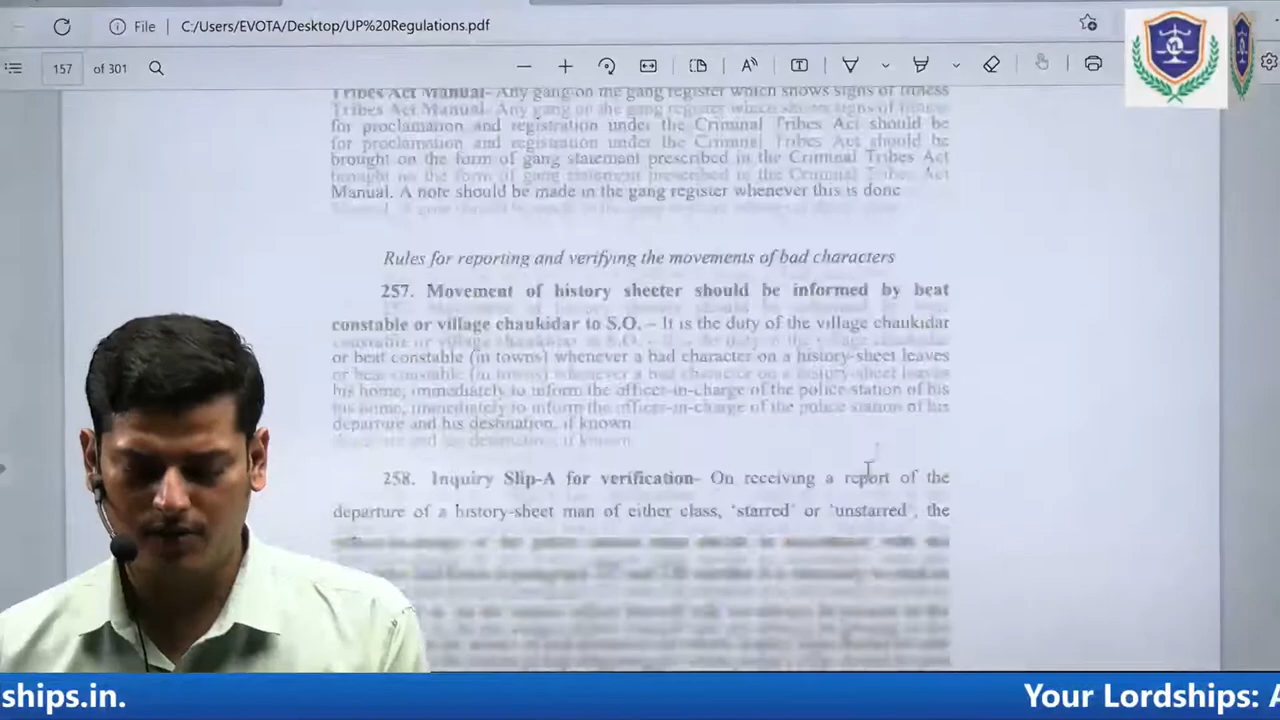 File
C:/Users/EVOTA/Desktop/UP%20Regulations.pdf
157 of 301
Tribes Act Manual- Any gang on the gang register which shows signs of fitness
for proclamation and registration under the Criminal Tribes Act should be
brought on the form of gang statement prescribed in the Criminal Tribes Act
Manual. A note should be made in the gang register whenever this is done
Rules for reporting and verifying the movements of bad characters
257. Movement of history sheeter should be informed by beat
constable or village chaukidar to S.O. – It is the duty of the village chaukidar
or beat constable (in towns) whenever a bad character on a history-sheet leaves
his home, immediately to inform the officer-in-charge of the police station of his
departure and his destination, if known
258. Inquiry Slip-A for verification- On receiving a report of the
departure of a history-sheet man of either class, 'starred' or 'unstarred', the
ships.in.
Your Lordships: A